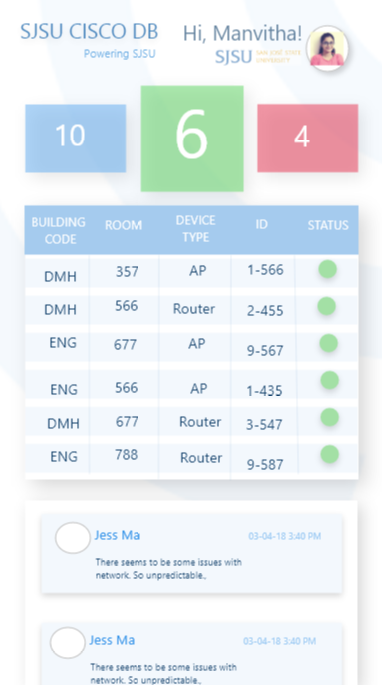 SJSU CISCO DB
Powering SJSU
Hi, Manvitha!
SJSU SAN JOSÉ STATE
UNIVERSITY
10 6 4
BUILDING CODE ROOM DEVICE TYPE ID STATUS
DMH 357 AP 1-566
DMH 566 Router 2-455
ENG 677 AP 9-567
ENG 566 AP 1-435
DMH 677 Router 3-547
ENG 788 Router 9-587
Jess Ma 03-04-18 3:40 PM
There seems to be some issues with
network. So unpredictable..
Jess Ma 03-04-18 3:40 PM
There seems to be some issues with
network. So unpredictable..